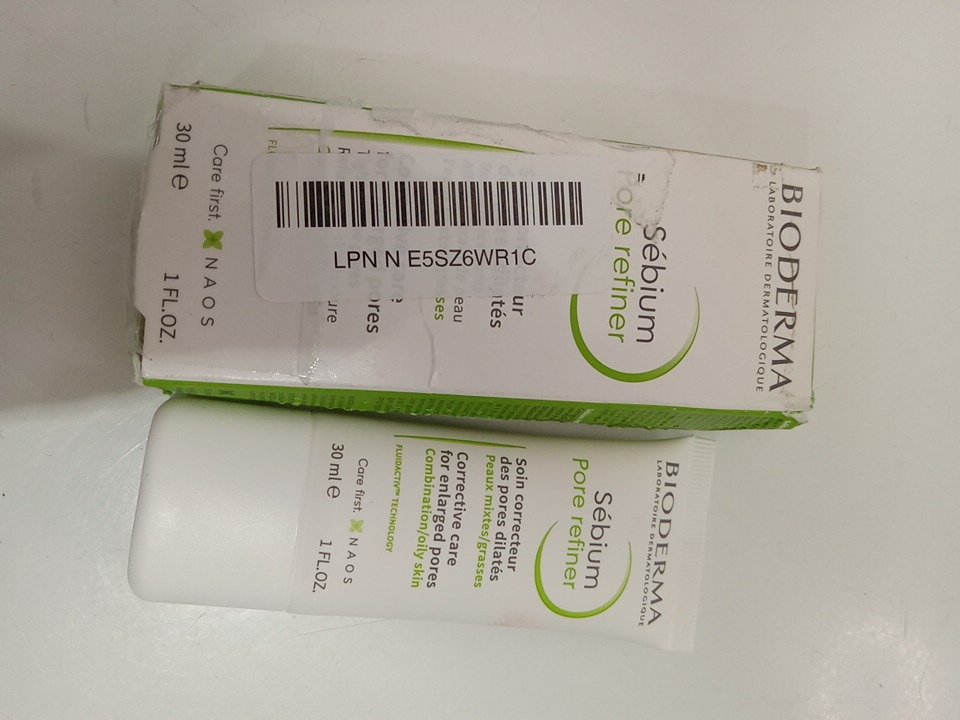 BIODERMA
LABORATOIRE DERMATOLOGIQUE
Sébium
Pore refiner
LPN N E5SZ6WR1C
pores
Care first. NAOS
30 ml e 1 FL.OZ.
BIODERMA
LABORATOIRE DERMATOLOGIQUE
Sébium
Pore refiner
Soin correcteur
des pores dilatés
Peaux mixtes/grasses
Corrective care
for enlarged pores
Combination/oily skin
FLUIDACTIV™ TECHNOLOGY
Care first. NAOS
30 ml e 1 FL.OZ.